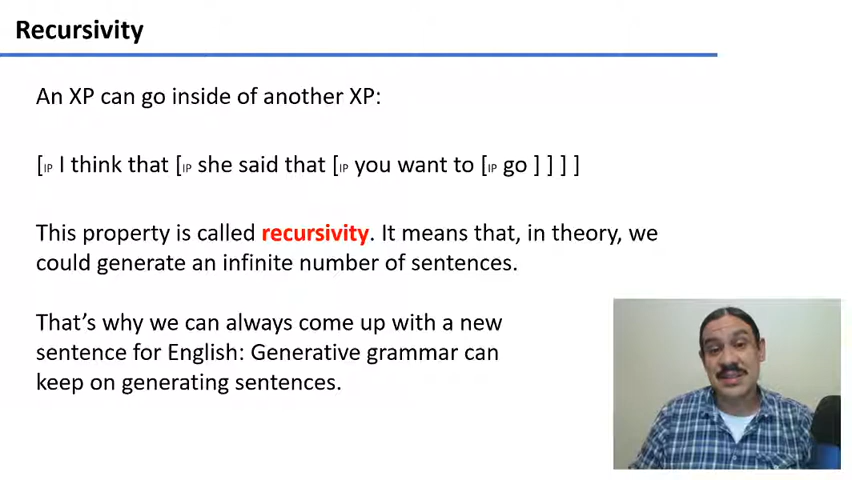 Recursivity
An XP can go inside of another XP:
[IP I think that [IP she said that [IP you want to [IP go ] ] ] ]
This property is called recursivity. It means that, in theory, we
could generate an infinite number of sentences.
That’s why we can always come up with a new
sentence for English: Generative grammar can
keep on generating sentences.